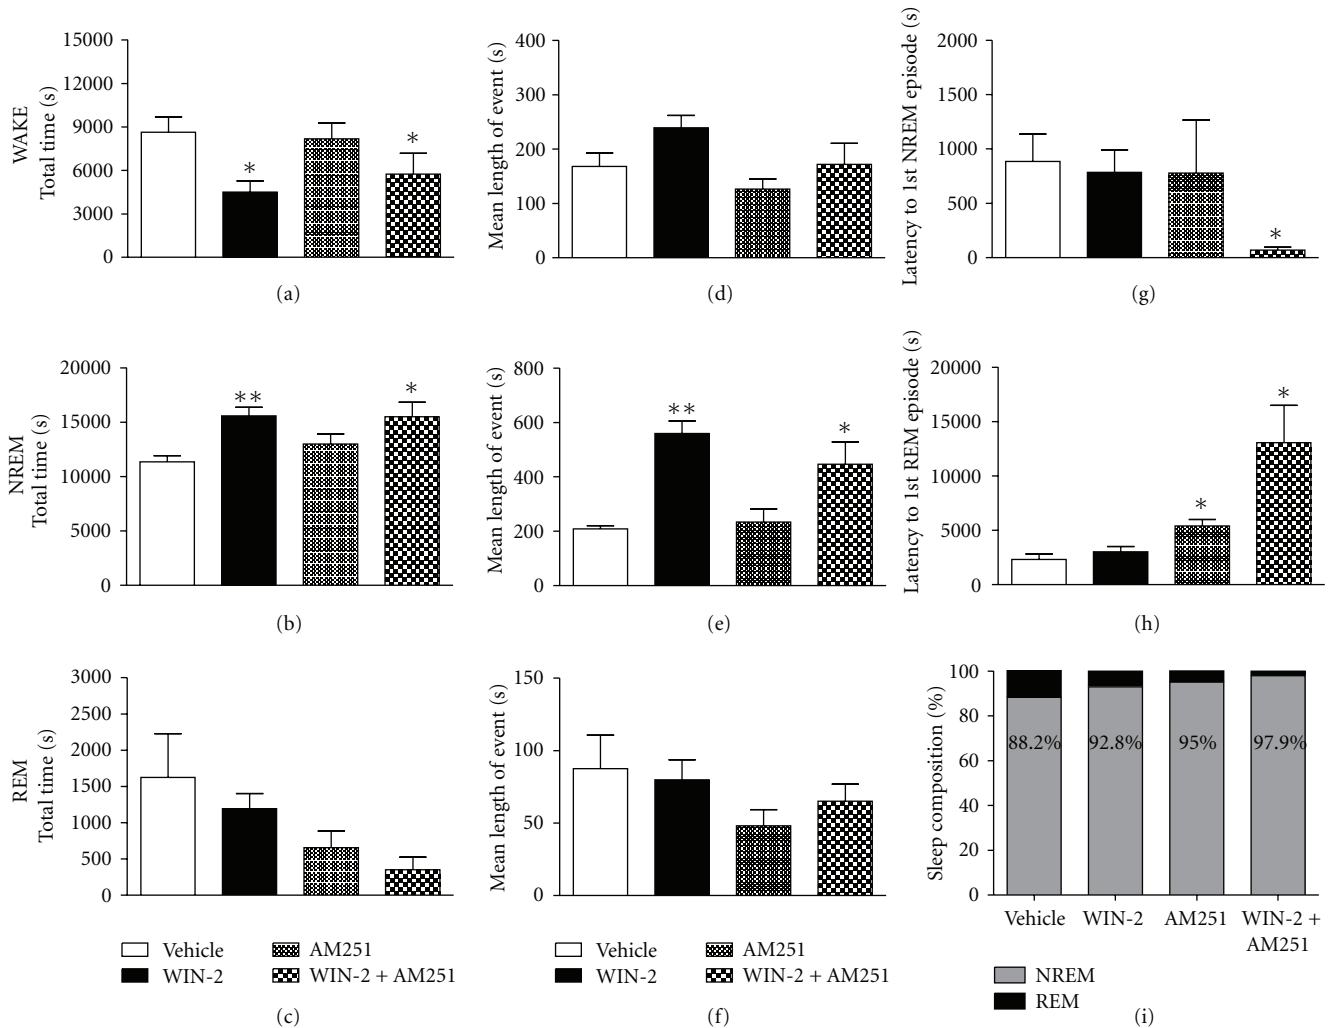 WAKE
Total time (s)
15000
12000
9000
6000
3000
0
*
*
(a)
Mean length of event (s)
400
300
200
100
0
(d)
Latency to 1st NREM episode (s)
2000
1500
1000
500
0
*
(g)
NREM
Total time (s)
20000
15000
10000
5000
0
**
*
(b)
Mean length of event (s)
800
600
400
200
0
**
*
(e)
Latency to 1st REM episode (s)
20000
15000
10000
5000
0
*
*
(h)
REM
Total time (s)
3000
2500
2000
1500
1000
500
0
Vehicle
WIN-2
AM251
WIN-2 + AM251
(c)
Mean length of event (s)
150
100
50
0
Vehicle
WIN-2
AM251
WIN-2 + AM251
(f)
Sleep composition (%)
100
80
60
40
20
0
88.2%
92.8%
95%
97.9%
Vehicle
WIN-2
AM251
WIN-2 +
AM251
NREM
REM
(i)